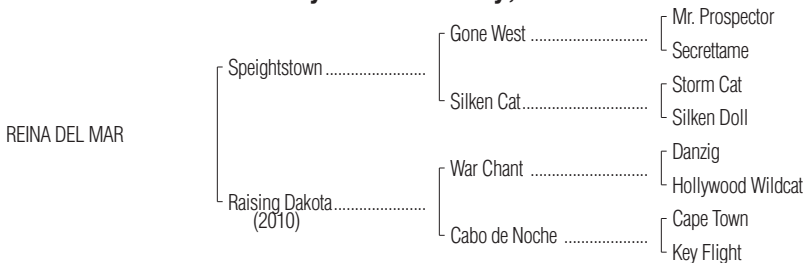 Mr. Prospector
Gone West ........................
Secrettame
Speightstown ........................
Storm Cat
Silken Cat........................
Silken Doll
REINA DEL MAR
Danzig
War Chant ........................
Hollywood Wildcat
Raising Dakota......................
(2010)
Cape Town
Cabo de Noche .....................
Key Flight